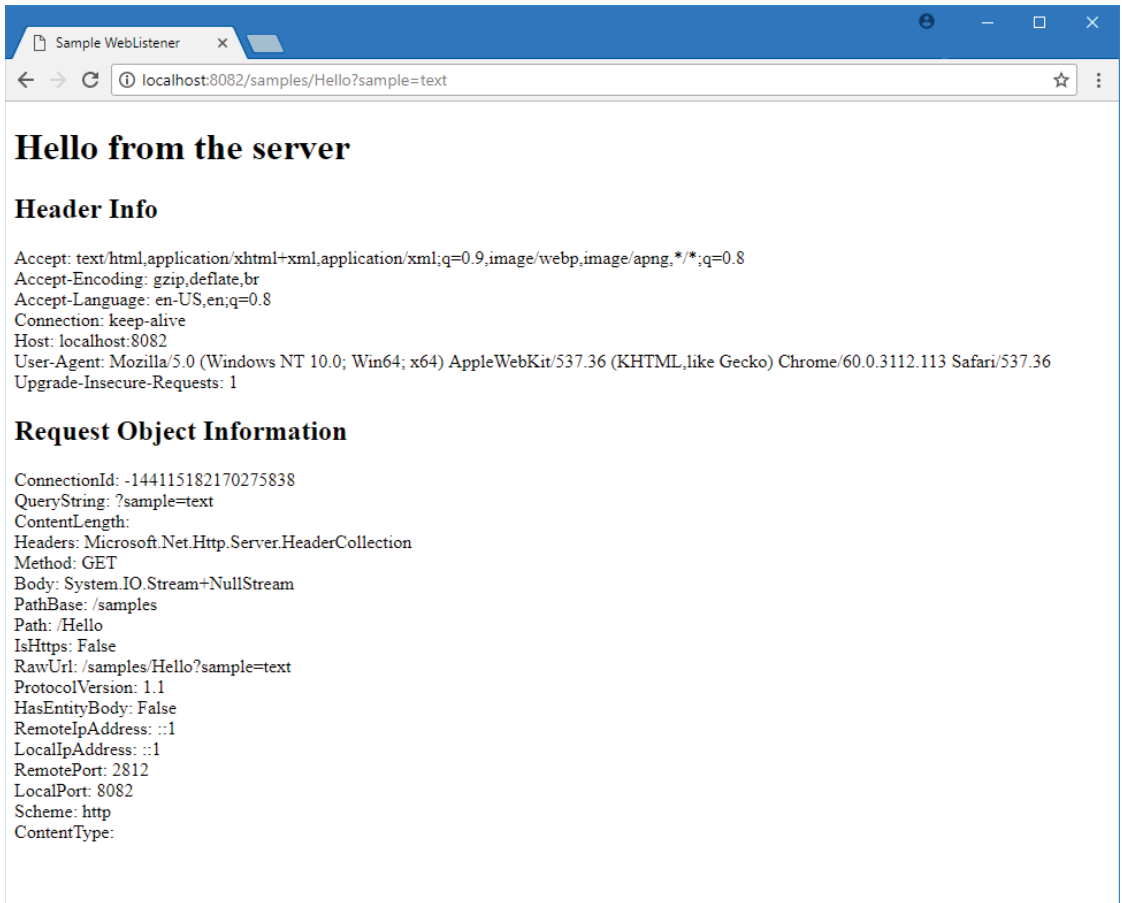 Sample WebListener
localhost:8082/samples/Hello?sample=text
Hello from the server
Header Info
Accept: text/html,application/xhtml+xml,application/xml;q=0.9,image/webp,image/apng,*/*;q=0.8
Accept-Encoding: gzip,deflate,br
Accept-Language: en-US,en;q=0.8
Connection: keep-alive
Host: localhost:8082
User-Agent: Mozilla/5.0 (Windows NT 10.0; Win64; x64) AppleWebKit/537.36 (KHTML,like Gecko) Chrome/60.0.3112.113 Safari/537.36
Upgrade-Insecure-Requests: 1
Request Object Information
ConnectionId: -144115182170275838
QueryString: ?sample=text
ContentLength:
Headers: Microsoft.Net.Http.Server.HeaderCollection
Method: GET
Body: System.IO.Stream+NullStream
PathBase: /samples
Path: /Hello
IsHttps: False
RawUrl: /samples/Hello?sample=text
ProtocolVersion: 1.1
HasEntityBody: False
RemoteIpAddress: ::1
LocalIpAddress: ::1
RemotePort: 2812
LocalPort: 8082
Scheme: http
ContentType: